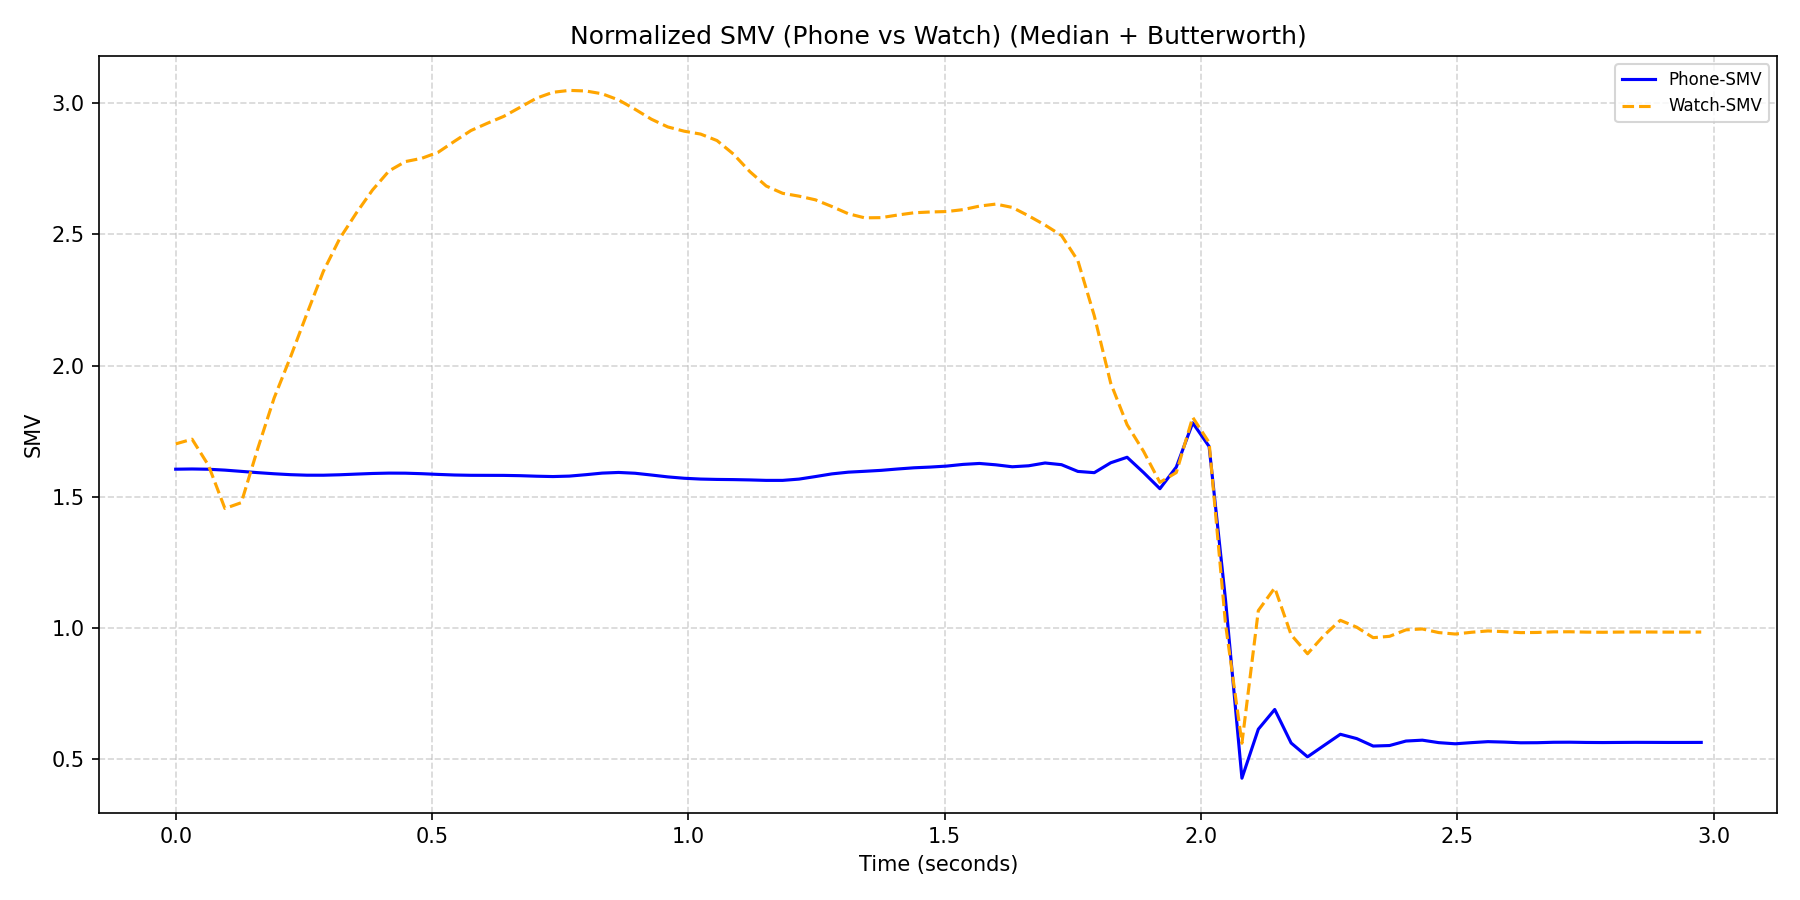 Normalized SMV (Phone vs Watch) (Median + Butterworth)
Phone-SMV
Watch-SMV
SMV
3.0
2.5
2.0
1.5
1.0
0.5
0.0 0.5 1.0 1.5 2.0 2.5 3.0
Time (seconds)